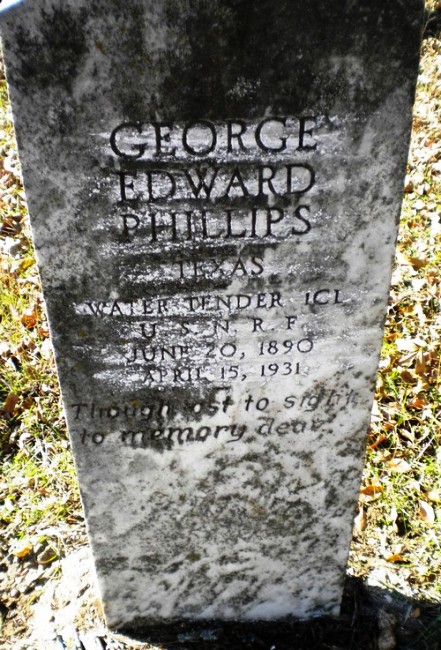 GEORGE
EDWARD
PHILLIPS
TEXAS
WATER TENDER 1CL
U. S. N. R. F.
JUNE 20, 1890
APRIL 15, 1931
Though lost to sight
to memory dear